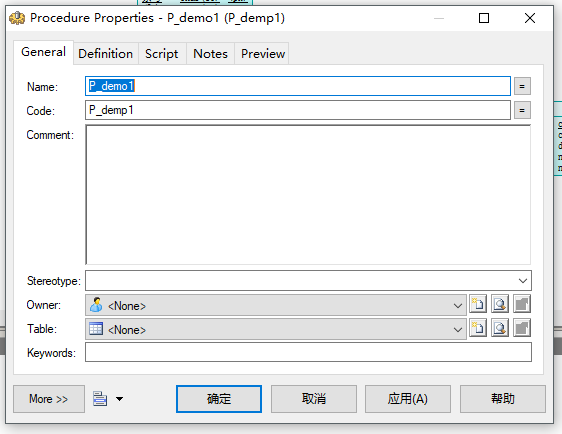 Procedure Properties - P_demo1 (P_demp1)
General Definition Script Notes Preview
Name: P_demo1 =
Code: P_demp1 =
Comment:
Stereotype:
Owner: <None>
Table: <None>
Keywords:
More >> 确定 取消 应用(A) 帮助